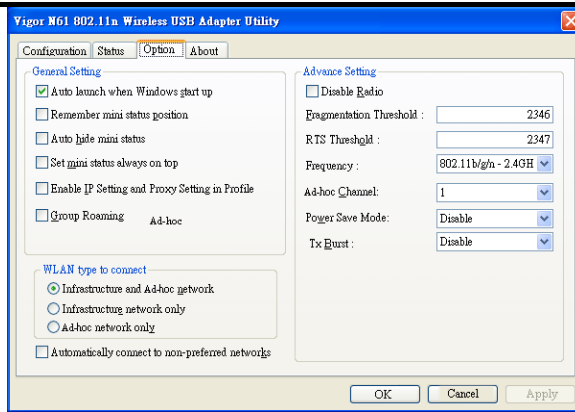 Vigor N61 802.11n Wireless USB Adapter Utility
Configuration Status Option About
General Setting
Auto launch when Windows start up
Remember mini status position
Auto hide mini status
Set mini status always on top
Enable IP Setting and Proxy Setting in Profile
Group Roaming Ad-hoc
WLAN type to connect
Infrastructure and Ad-hoc network
Infrastructure network only
Ad-hoc network only
Automatically connect to non-preferred networks
Advance Setting
Disable Radio
Fragmentation Threshold : 2346
RTS Threshold : 2347
Frequency : 802.11b/g/n - 2.4GH
Ad-hoc Channel: 1
Power Save Mode: Disable
Tx Burst : Disable
OK Cancel Apply